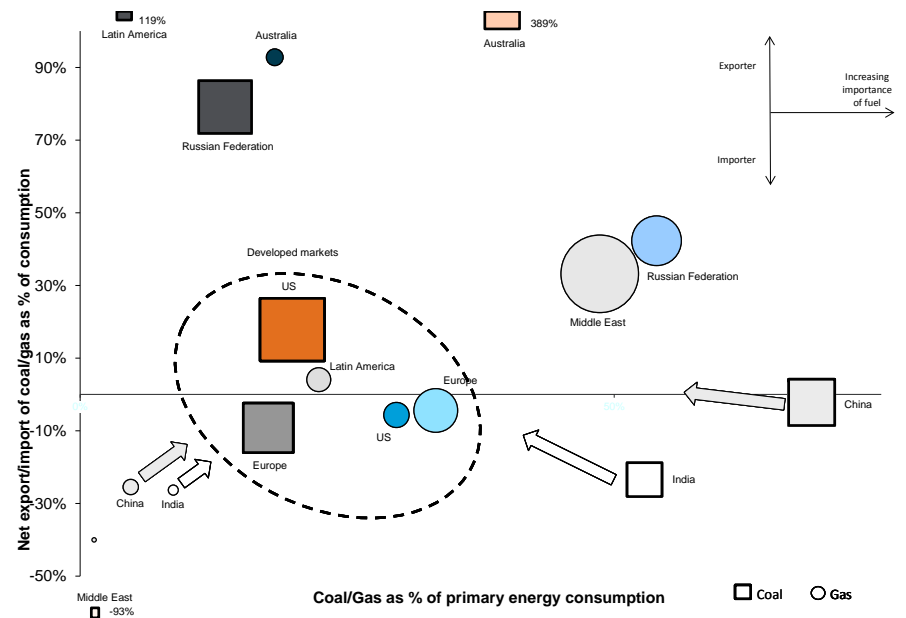 119%
Latin America
Australia
389%
Australia
Exporter
Increasing
importance
of fuel
Importer
90%
70%
50%
30%
10%
-10%
-30%
-50%
Net export/import of coal/gas as % of consumption
Russian Federation
Developed markets
US
Latin America
Europe
US
Europe
Russian Federation
Middle East
0%
50%
China
India
China
India
Middle East
-93%
Coal/Gas as % of primary energy consumption
Coal
Gas